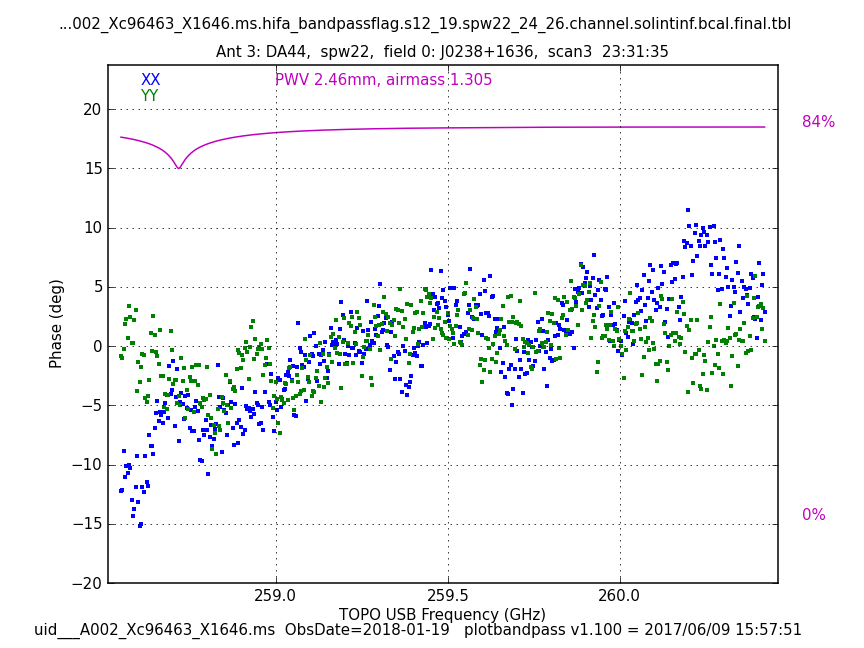 ...002_Xc96463_X1646.ms.hifa_bandpassflag.s12_19.spw22_24_26.channel.solintinf.bcal.final.tbl
Ant 3: DA44, spw22, field 0: J0238+1636, scan3 23:31:35
XX
PWV 2.46mm, airmass 1.305
YY
20
84%
15
10
5
Phase (deg)
0
−5
−10
−15
0%
−20
259.0
259.5
260.0
TOPO USB Frequency (GHz)
uid___A002_Xc96463_X1646.ms ObsDate=2018-01-19 plotbandpass v1.100 = 2017/06/09 15:57:51